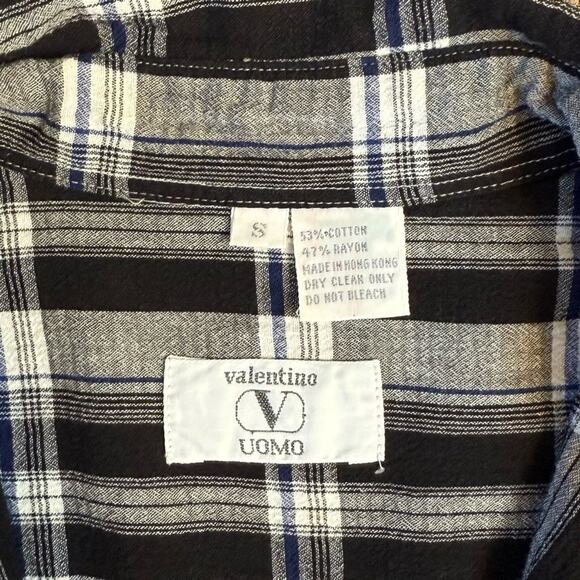 S
53% COTTON
47% RAYON
MADE IN HONG KONG
DRY CLEAN ONLY
DO NOT BLEACH
valentino
V
UOMO